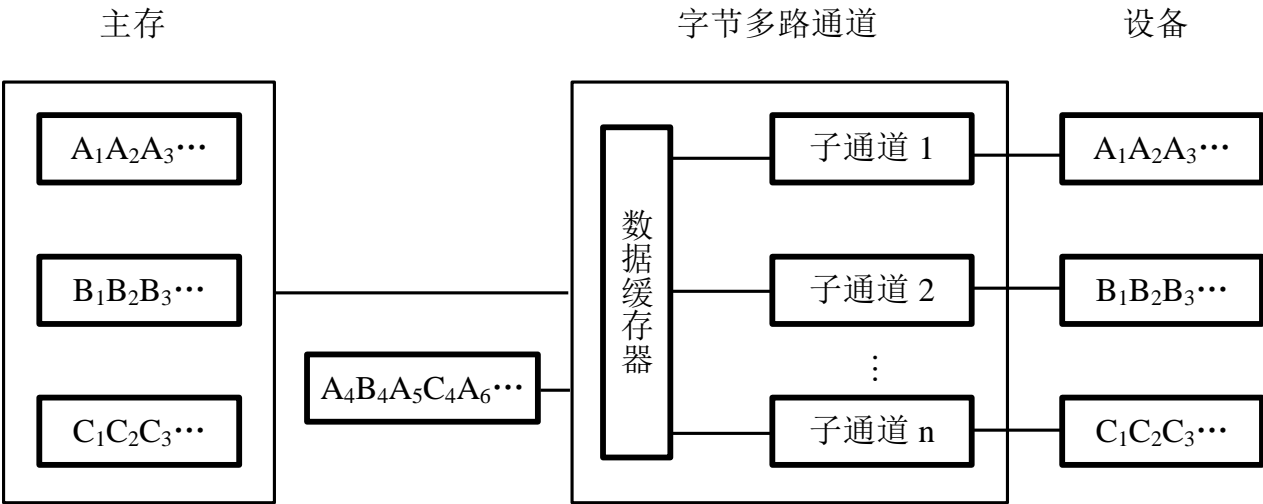 主存 字节多路通道 设备
A₁A₂A₃⋯ 子通道 1 A₁A₂A₃⋯
数据缓存器
B₁B₂B₃⋯ 子通道 2 B₁B₂B₃⋯
A₄B₄A₅C₄A₆⋯ ⋮
C₁C₂C₃⋯ 子通道 n C₁C₂C₃⋯